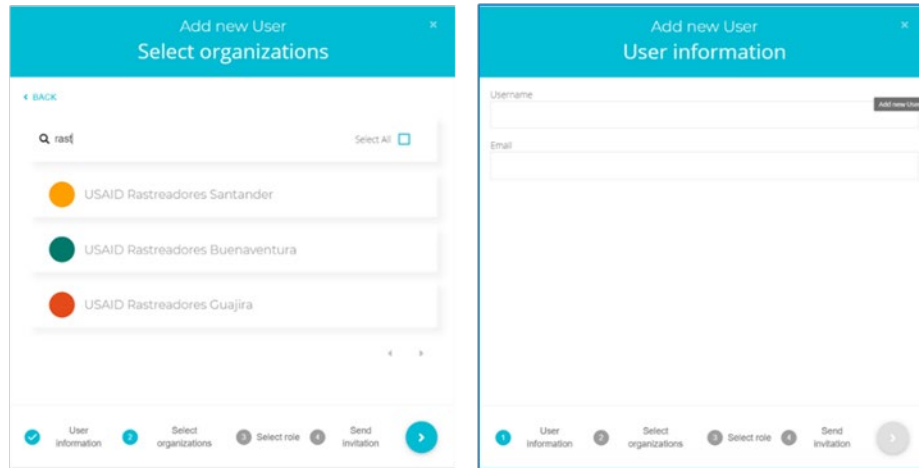 Add new User
×
Select organizations
< BACK
rast
Select All
USAID Rastreadores Santander
USAID Rastreadores Buenaventura
USAID Rastreadores Guajira
< >
User information
2 Select organizations
3 Select role
4 Send invitation
>
Add new User
×
User information
Username
Add new User
Email
1 User information
2 Select organizations
3 Select role
4 Send invitation
>